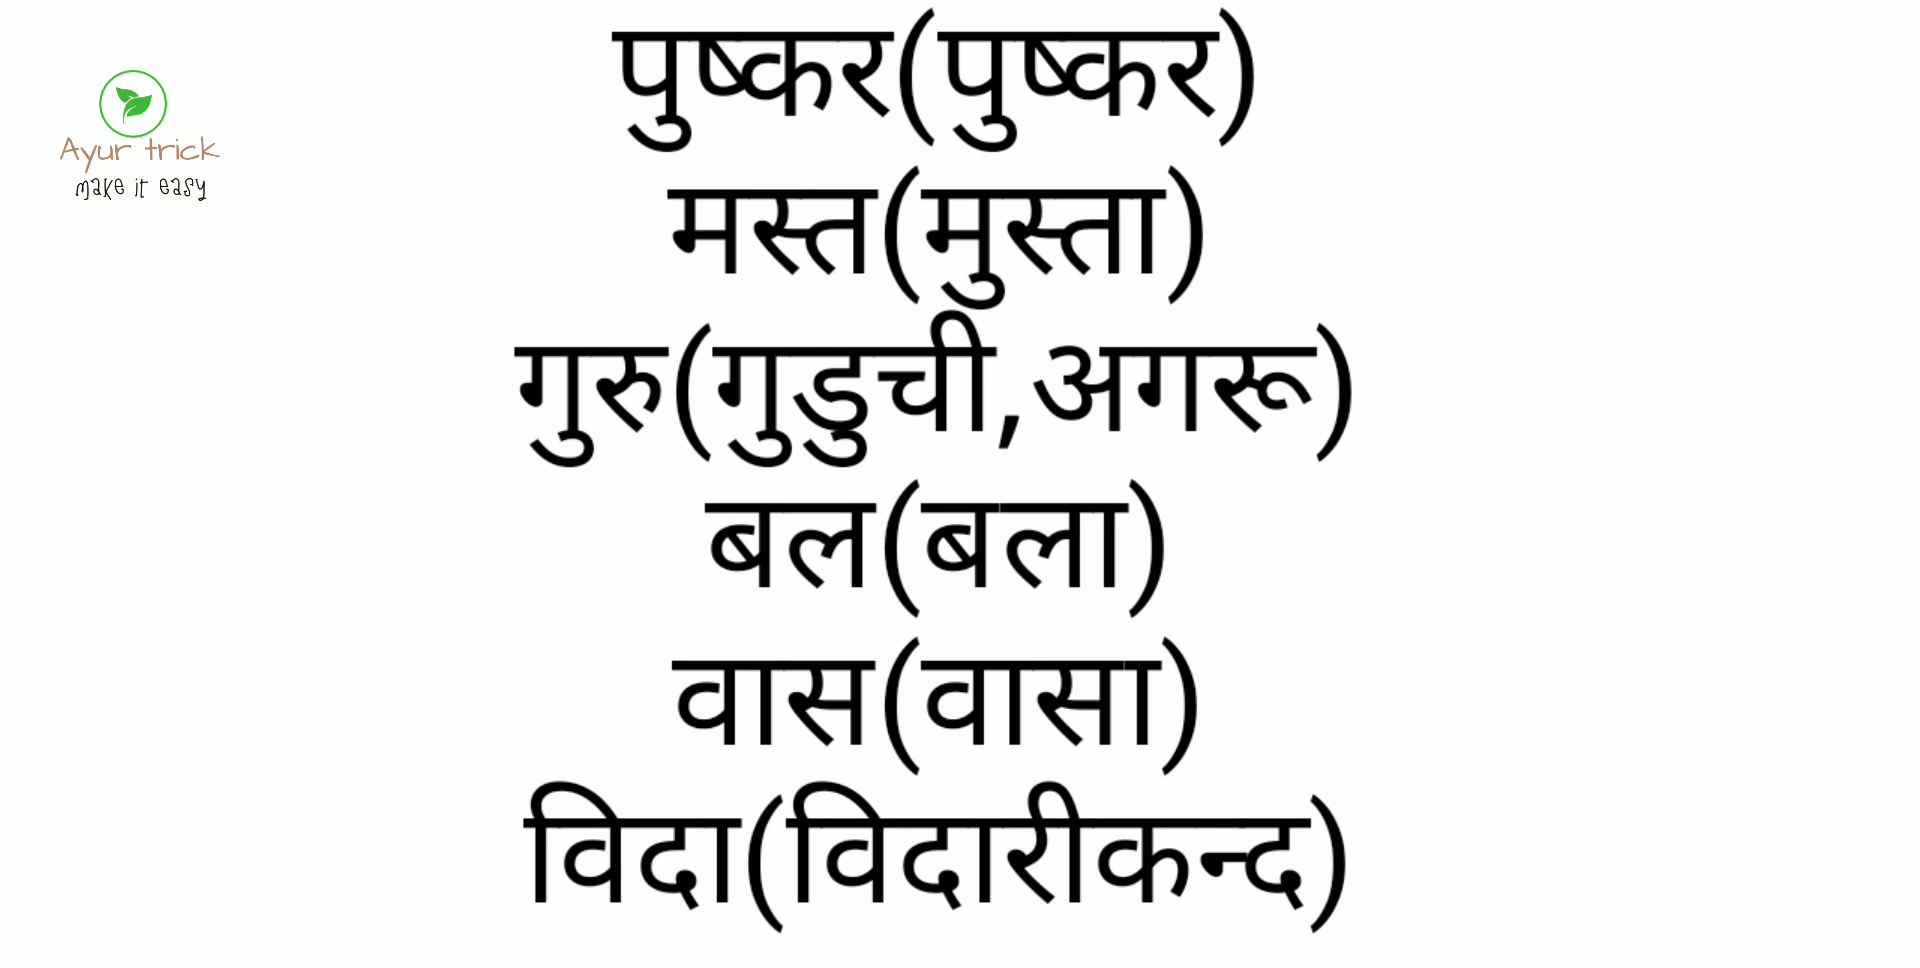 Ayur trick
make it easy
पुष्कर(पुष्कर)
मस्त(मुस्ता)
गुरु(गुडुची,अगरू)
बल(बला)
वास(वासा)
विदा(विदारीकन्द)